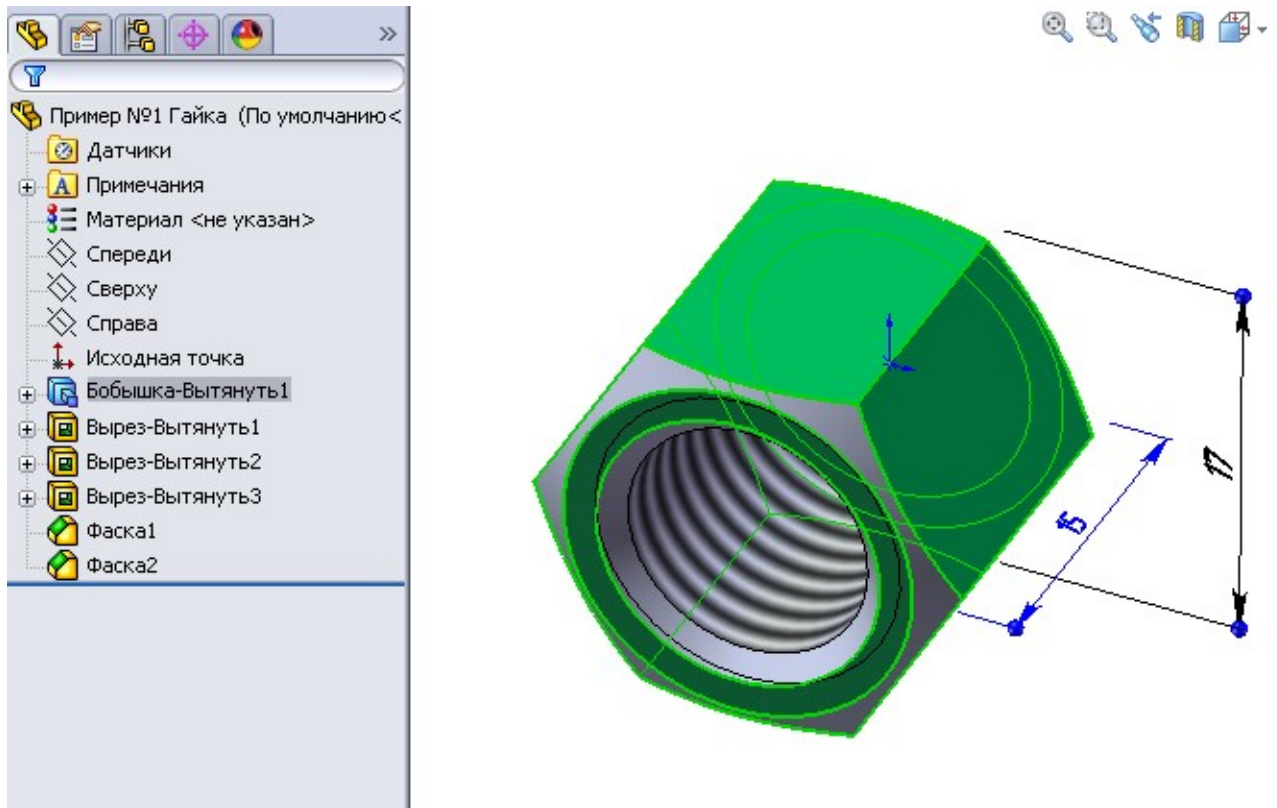 Пример №1 Гайка (По умолчанию<
Датчики
Примечания
Материал <не указан>
Спереди
Сверху
Справа
Исходная точка
Бобышка-Вытянуть1
Вырез-Вытянуть1
Вырез-Вытянуть2
Вырез-Вытянуть3
Фаска1
Фаска2
17
15